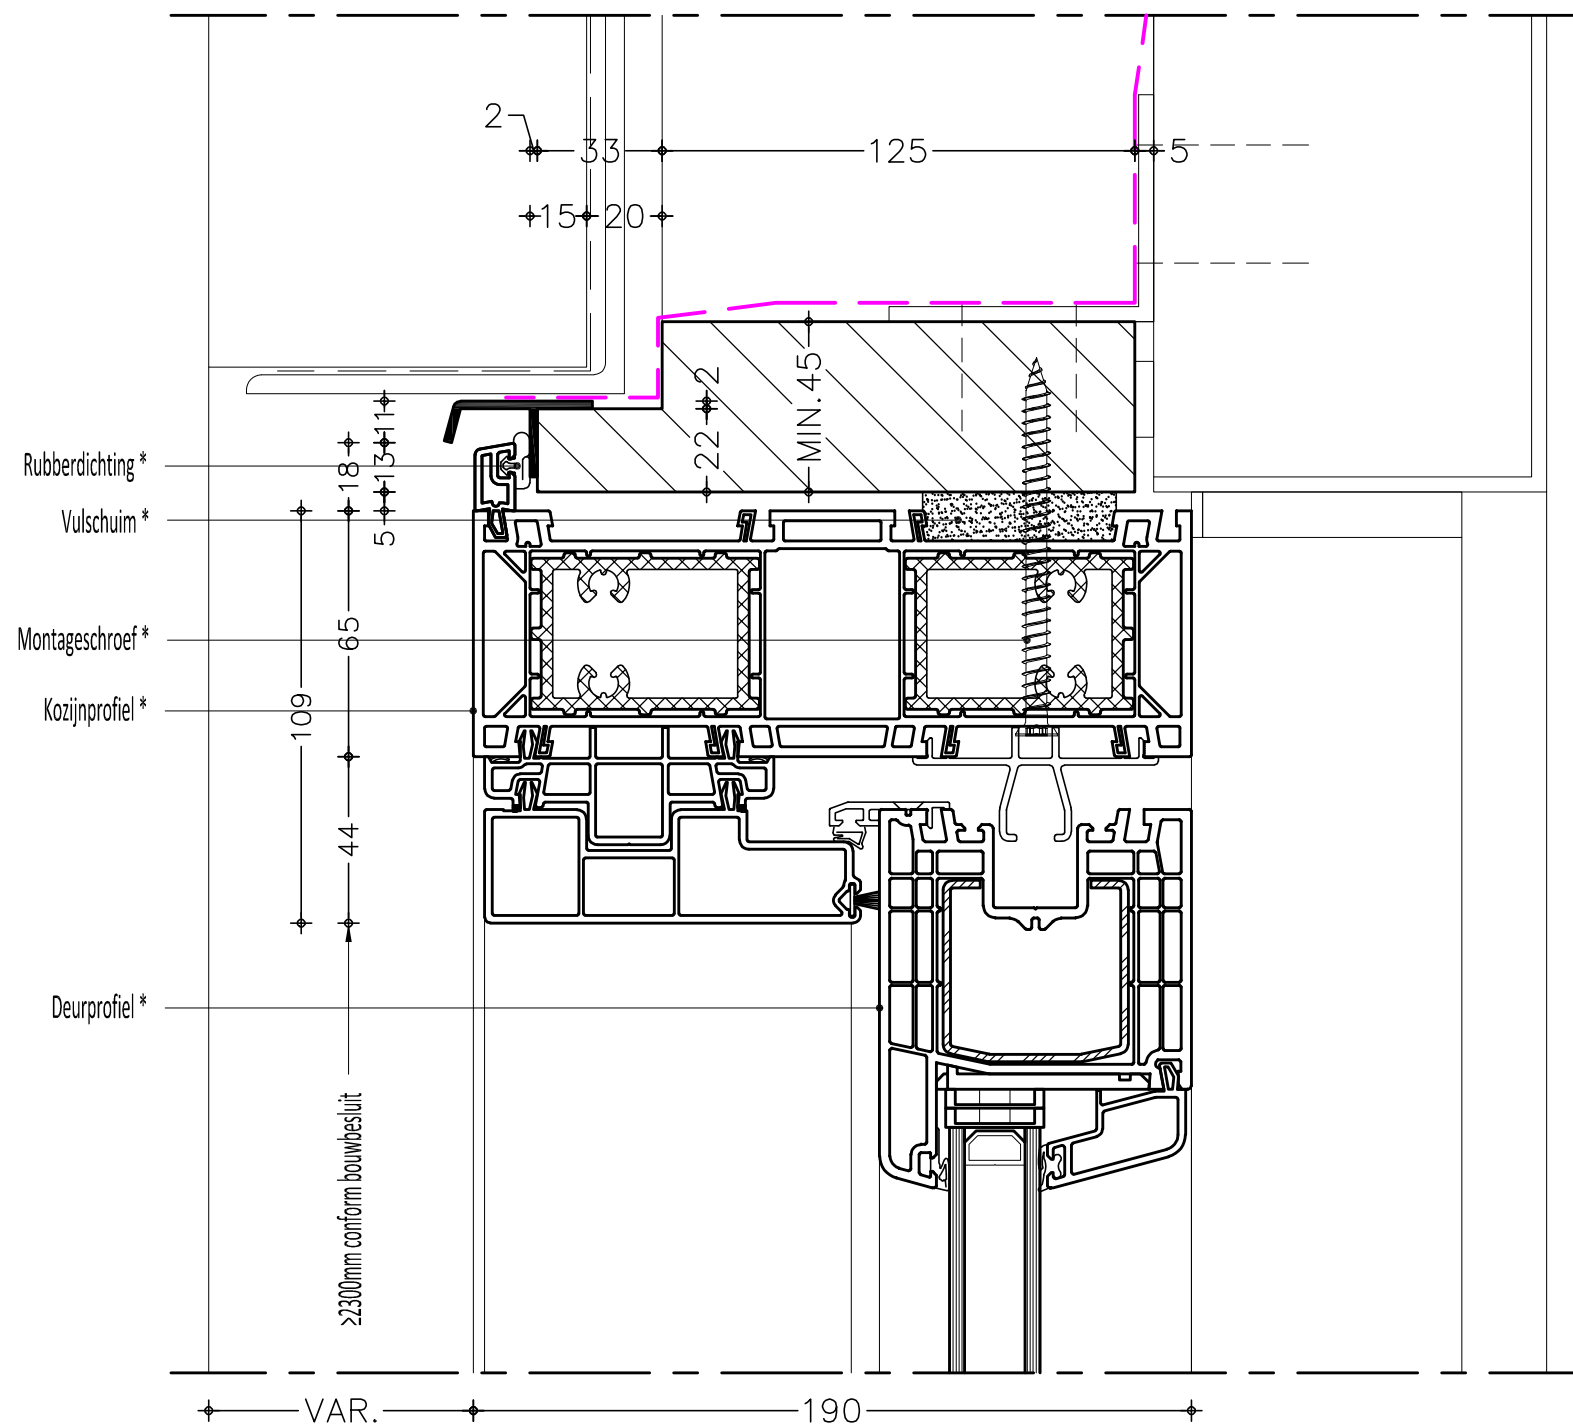 2
33
125
5
15
20
11
13
18
5
2
22
MIN.45
Rubberdichting *
Vulschuim *
Montageschroef *
65
109
Kozijnprofiel *
44
Deurprofiel *
≥2300mm conform bouwbesluit
VAR.
190